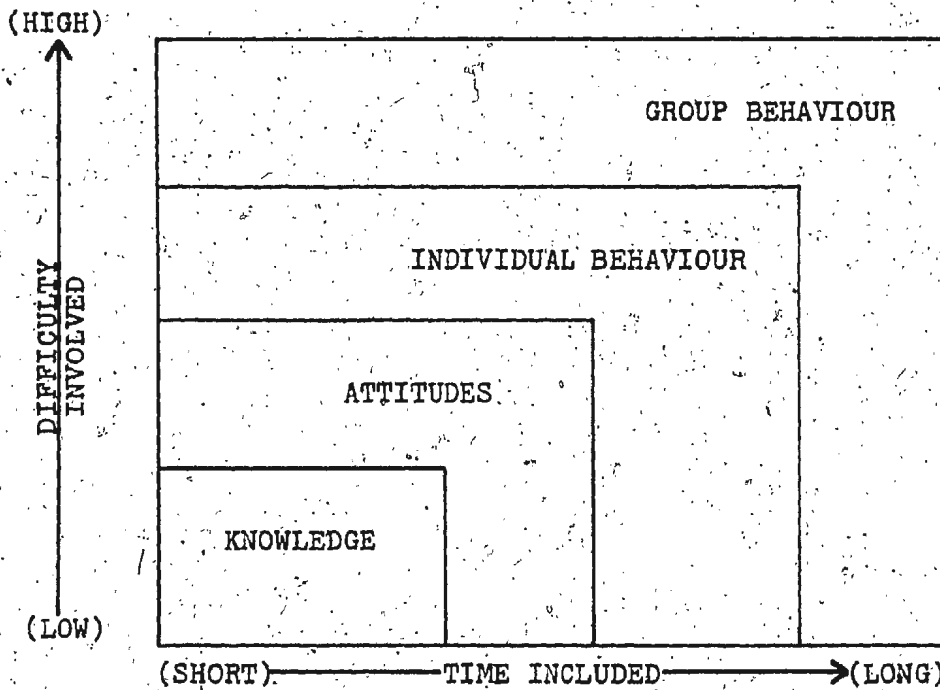 (HIGH)
GROUP BEHAVIOUR
INDIVIDUAL BEHAVIOUR
DIFFICULTY
INVOLVED
ATTITUDES
KNOWLEDGE
(LOW)
(SHORT) TIME INCLUDED (LONG)